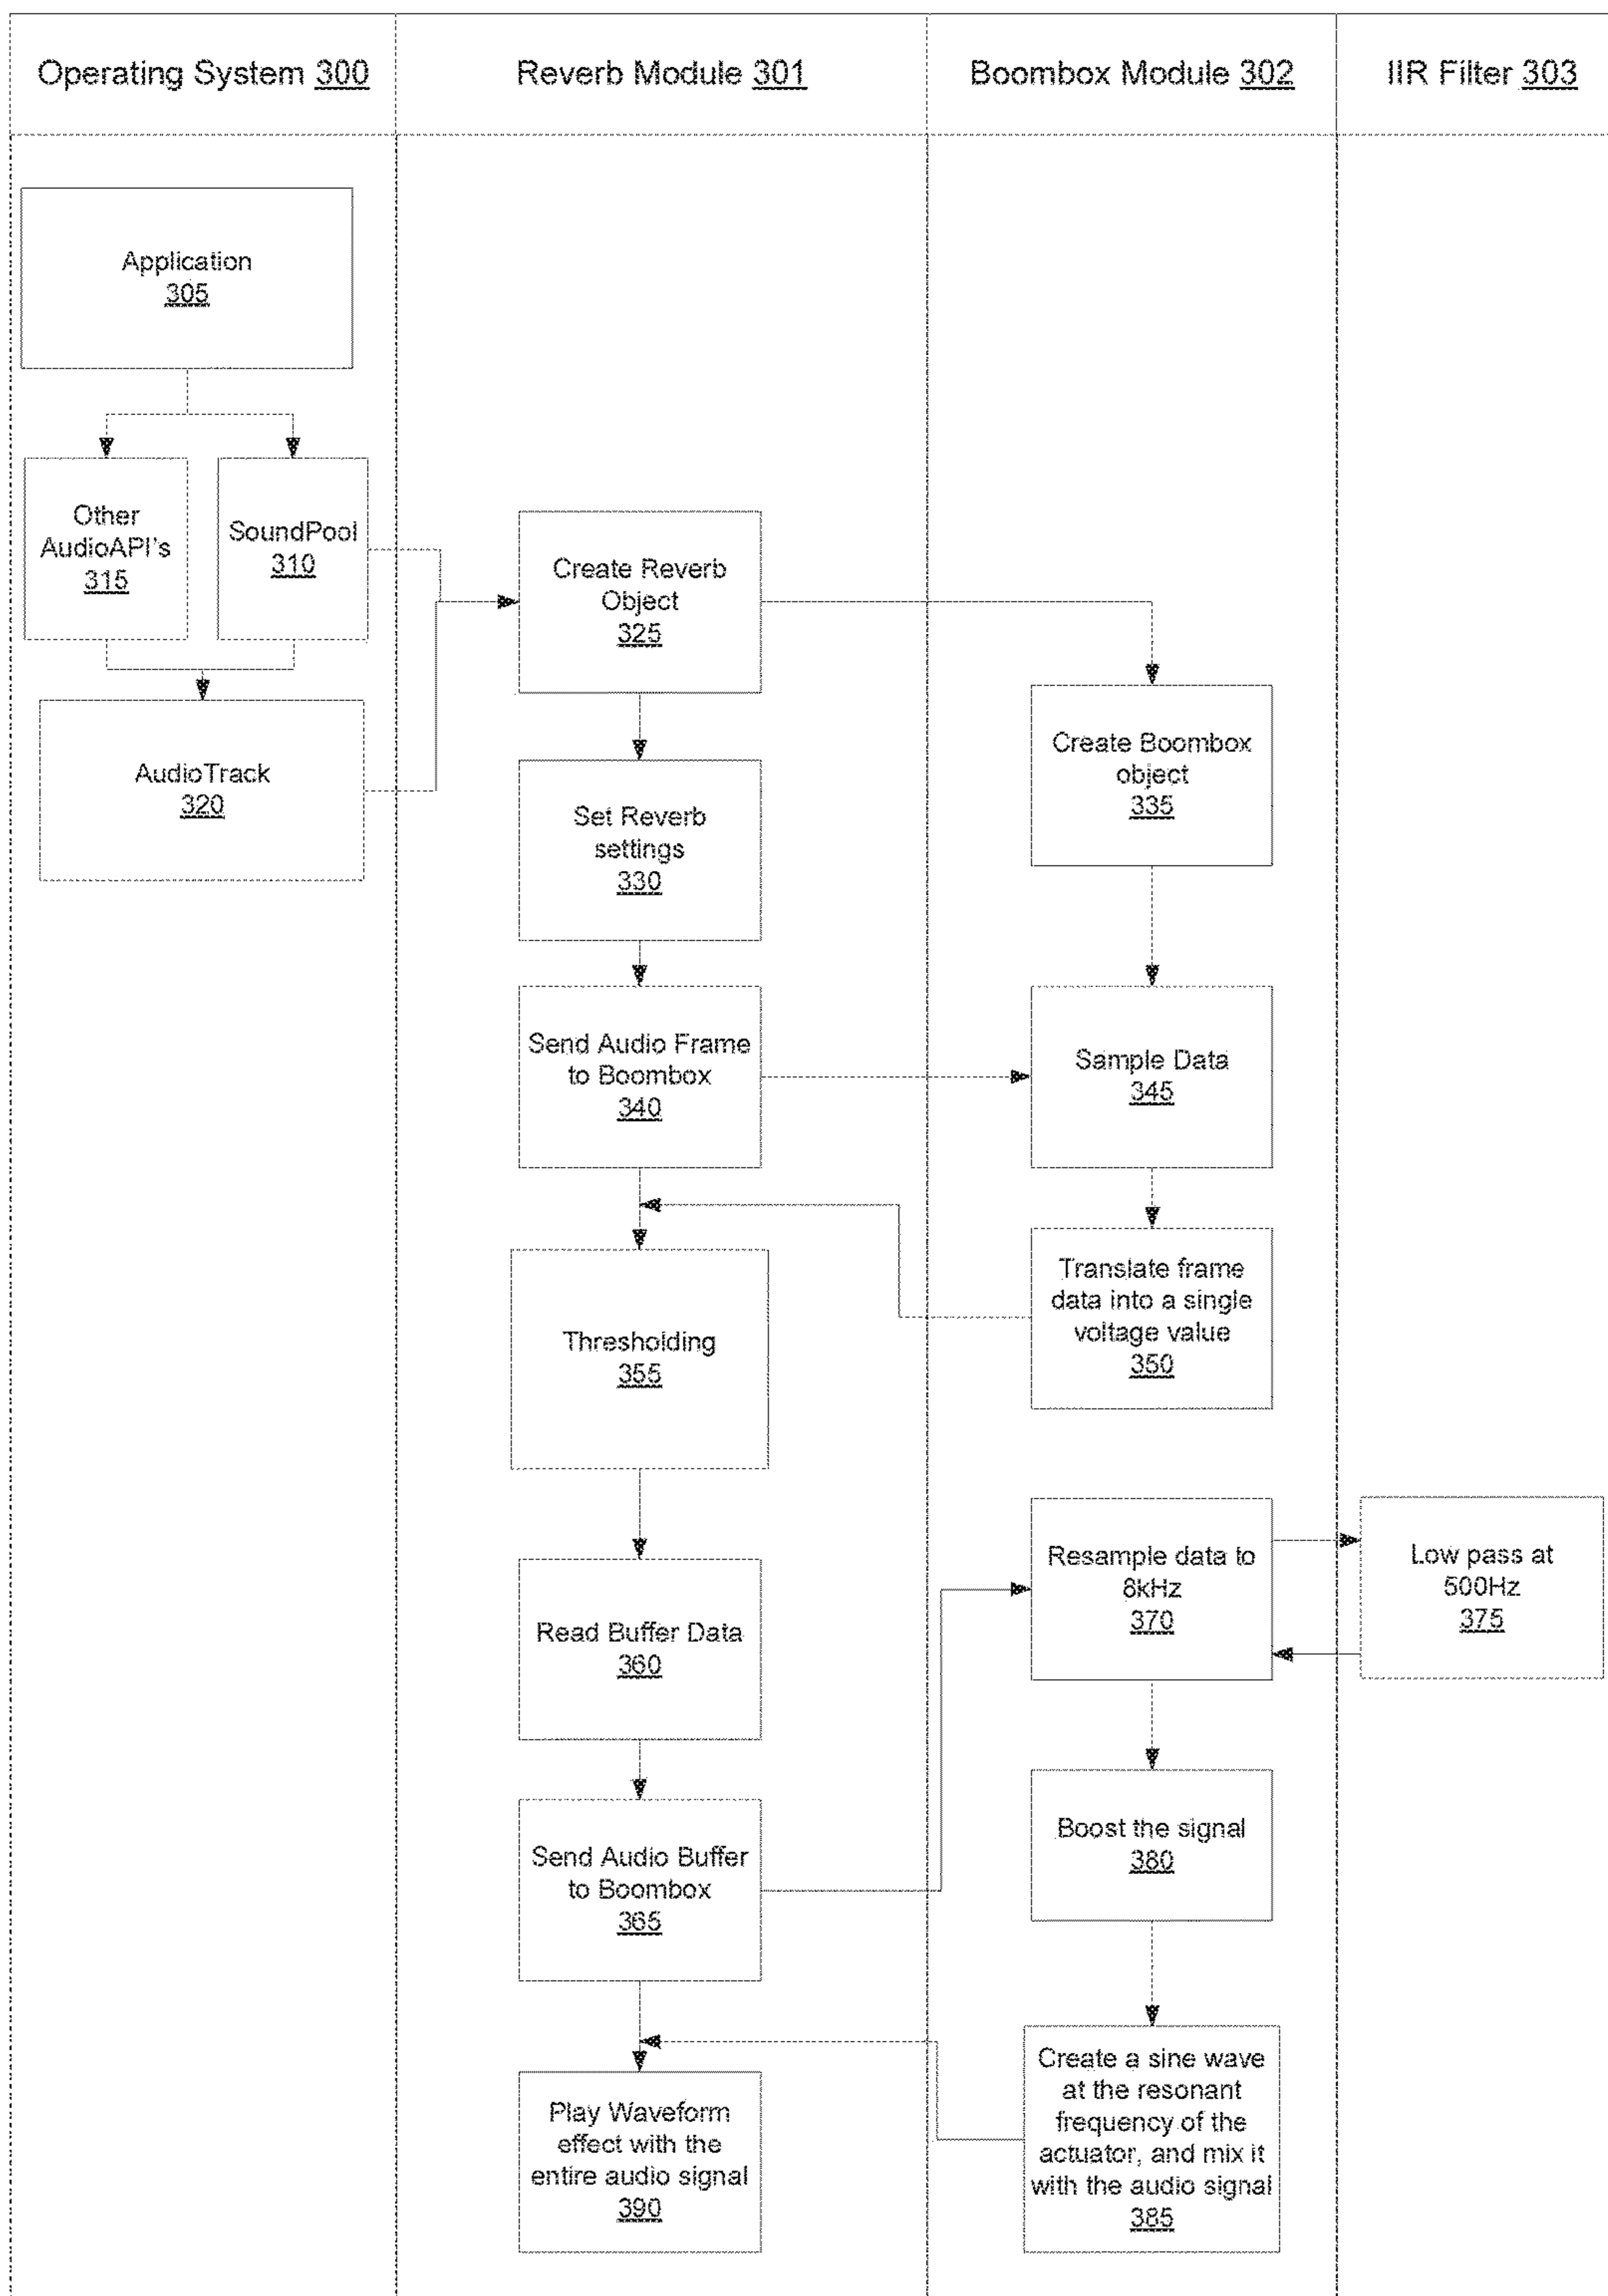 Operating System 300
Reverb Module 301
Boombox Module 302
IIR Filter 303
Application
305
Other
AudioAPI's
315
SoundPool
310
AudioTrack
320
Create Reverb
Object
325
Set Reverb
settings
330
Create Boombox
object
335
Send Audio Frame
to Boombox
340
Sample Data
345
Translate frame
data into a single
voltage value
350
Thresholding
355
Read Buffer Data
360
Send Audio Buffer
to Boombox
365
Resample data to
8kHz
370
Low pass at
500Hz
375
Boost the signal
380
Create a sine wave
at the resonant
frequency of the
actuator, and mix it
with the audio signal
385
Play Waveform
effect with the
entire audio signal
390